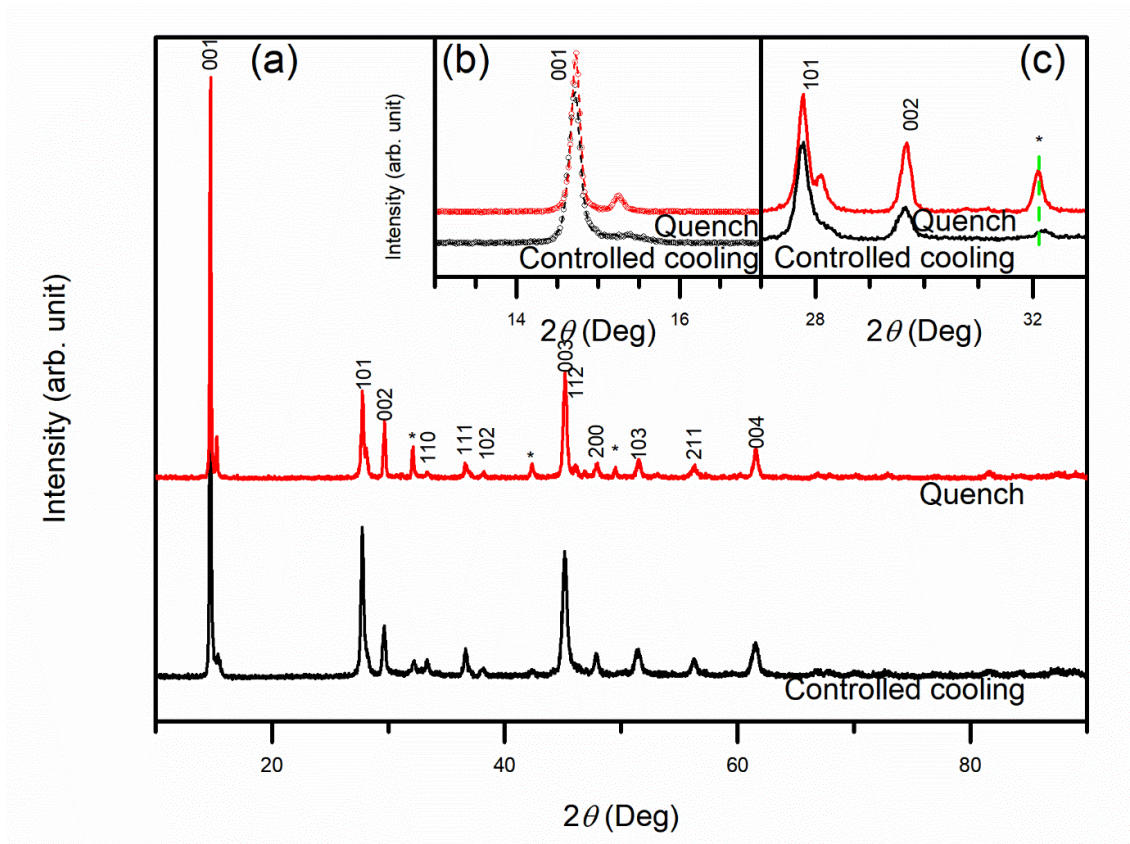 (a)
001
101
002
*
110
111
102
*
003
112
200
*
103
211
004
Quench
Controlled cooling
Intensity (arb. unit)
20
40
60
80
2θ (Deg)
(b)
001
Quench
Controlled cooling
Intensity (arb. unit)
14
16
2θ (Deg)
(c)
101
002
*
Quench
Controlled cooling
28
32
2θ (Deg)